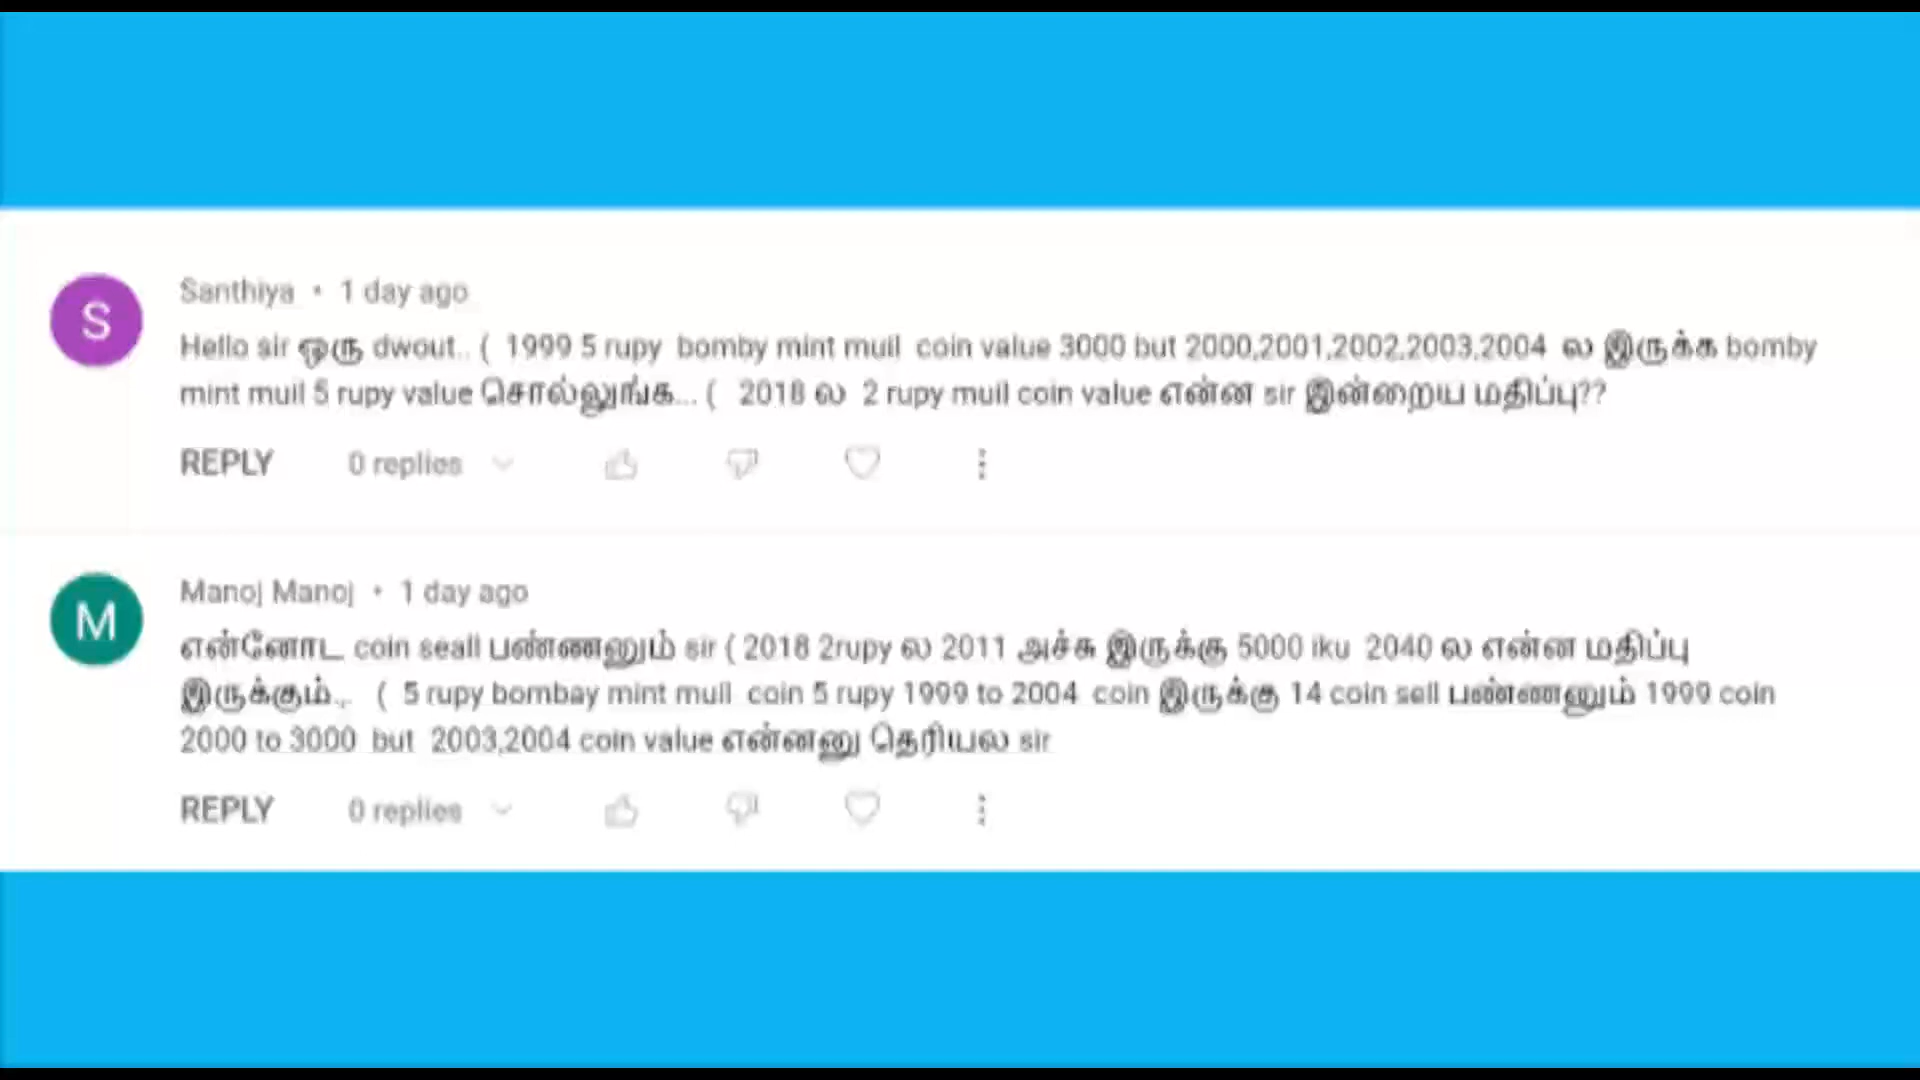 Santhiya • 1 day ago
Hello sir ஒரு dwout.. ( 1999 5 rupy bomby mint muil coin value 3000 but 2000,2001,2002,2003,2004 ல இருக்க bomby
mint muil 5 rupy value சொல்லுங்க... ( 2018 ல 2 rupy muil coin value என்ன sir இன்றைய மதிப்பு??
REPLY 0 replies
Manoj Manoj • 1 day ago
என்னோட coin seall பண்ணனும் sir ( 2018 2rupy ல 2011 அச்சு இருக்கு 5000 iku 2040 ல என்ன மதிப்பு
இருக்கும்.. ( 5 rupy bombay mint muil coin 5 rupy 1999 to 2004 coin இருக்கு 14 coin sell பண்ணனும் 1999 coin
2000 to 3000 but 2003,2004 coin value என்னனு தெரியல sir
REPLY 0 replies
S
M